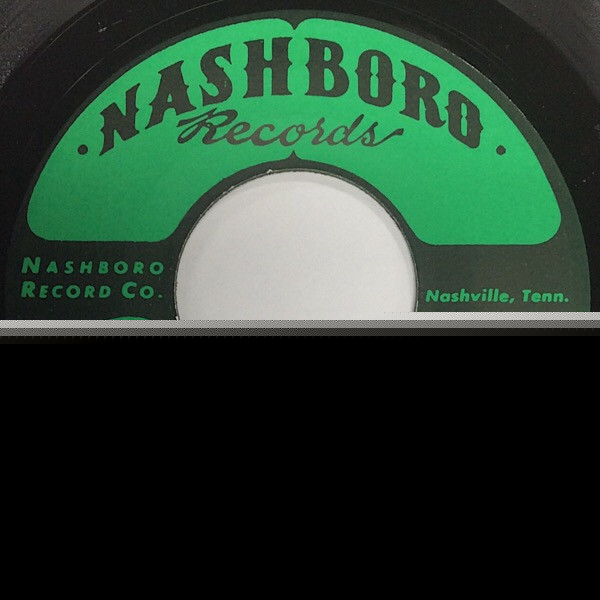 ·NASHBORO·
Records
NASHBORO
RECORD CO.
Nashville, Tenn.